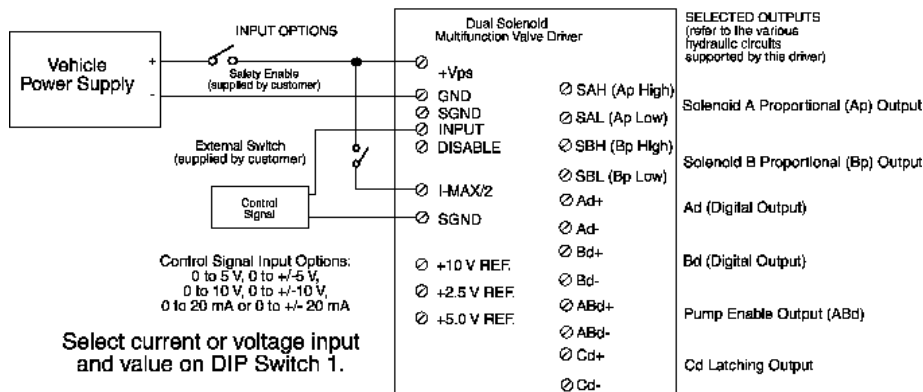 INPUT OPTIONS
Vehicle
Power Supply
+
-
Safety Enable
(supplied by customer)
External Switch
(supplied by customer)
Control
Signal
Control Signal Input Options:
0 to 5 V, 0 to +/-5 V,
0 to 10 V, 0 to +/-10 V,
0 to 20 mA or 0 to +/- 20 mA
Select current or voltage input
and value on DIP Switch 1.
Dual Solenoid
Multifunction Valve Driver
+Vps
GND
SGND
INPUT
DISABLE
I-MAX/2
SGND
+10 V REF.
+2.5 V REF.
+5.0 V REF.
SAH (Ap High)
SAL (Ap Low)
SBH (Bp High)
SBL (Bp Low)
Ad+
Ad-
Bd+
Bd-
ABd+
ABd-
Cd+
Cd-
SELECTED OUTPUTS
(refer to the various
hydraulic circuits
supported by this driver)
Solenoid A Proportional (Ap) Output
Solenoid B Proportional (Bp) Output
Ad (Digital Output)
Bd (Digital Output)
Pump Enable Output (ABd)
Cd Latching Output